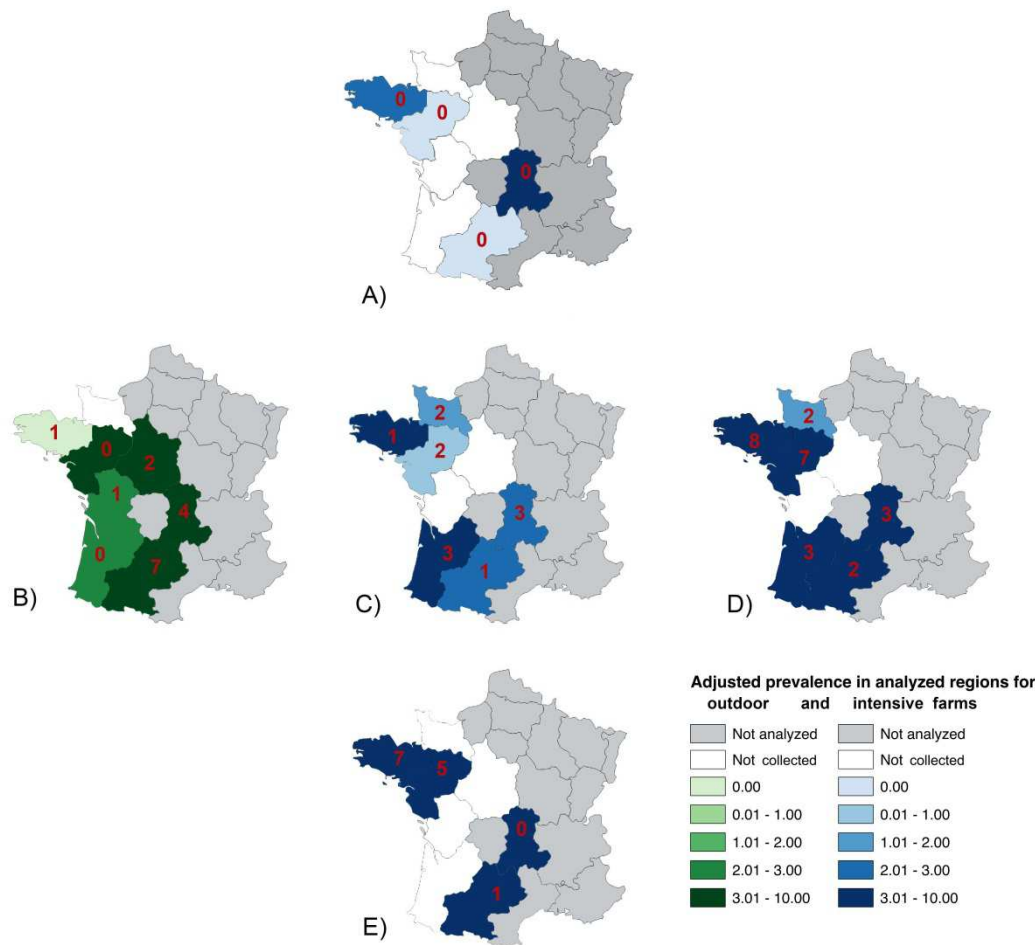 0
0
0
0
A)
1
0
2
1
4
0
7
B)
2
1
2
3
3
1
C)
2
8
7
3
3
2
D)
7
5
0
1
E)
Adjusted prevalence in analyzed regions for
outdoor and intensive farms
Not analyzed Not analyzed
Not collected Not collected
0.00 0.00
0.01 - 1.00 0.01 - 1.00
1.01 - 2.00 1.01 - 2.00
2.01 - 3.00 2.01 - 3.00
3.01 - 10.00 3.01 - 10.00